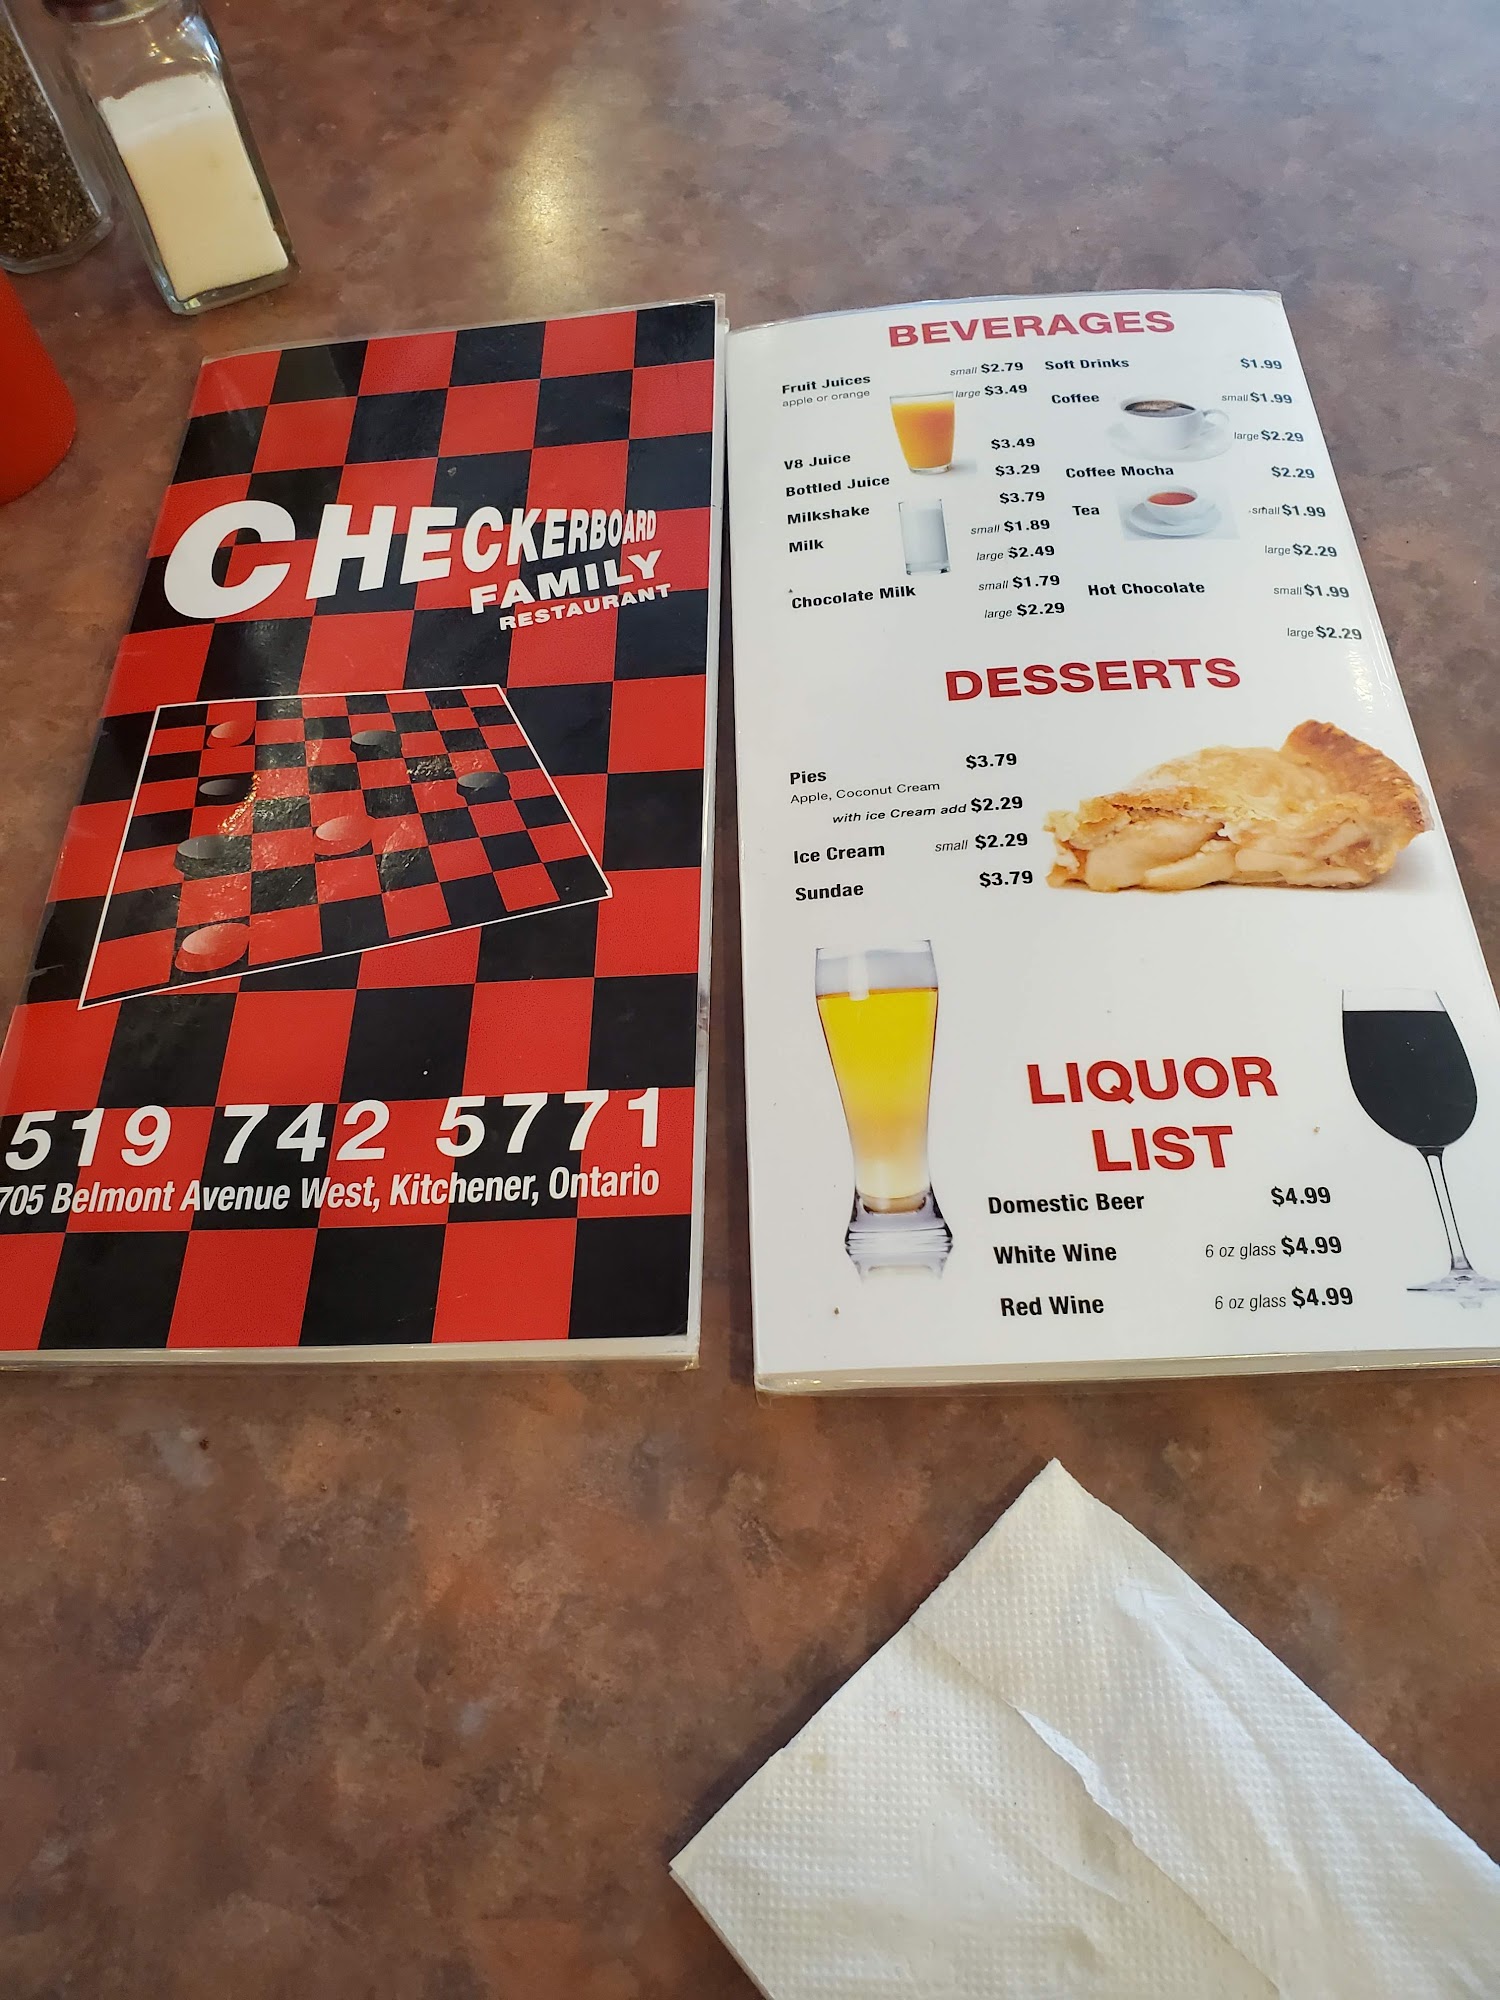 CHECKERBOARD
FAMILY
RESTAURANT
519 742 5771
705 Belmont Avenue West, Kitchener, Ontario
BEVERAGES
Fruit Juices small $2.79
apple or orange large $3.49
V8 Juice $3.49
Bottled Juice $3.29
Milkshake $3.79
Milk small $1.89
large $2.49
Chocolate Milk small $1.79
large $2.29
Soft Drinks $1.99
Coffee small $1.99
large $2.29
Coffee Mocha $2.29
Tea small $1.99
large $2.29
Hot Chocolate small $1.99
large $2.29
DESSERTS
Pies $3.79
Apple, Coconut Cream
with ice Cream add $2.29
Ice Cream small $2.29
Sundae $3.79
LIQUOR
LIST
Domestic Beer $4.99
White Wine 6 oz glass $4.99
Red Wine 6 oz glass $4.99